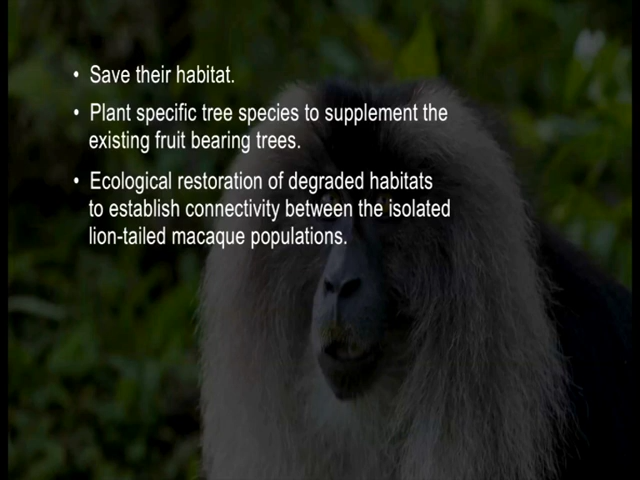 • Save their habitat.
• Plant specific tree species to supplement the
existing fruit bearing trees.
• Ecological restoration of degraded habitats
to establish connectivity between the isolated
lion-tailed macaque populations.